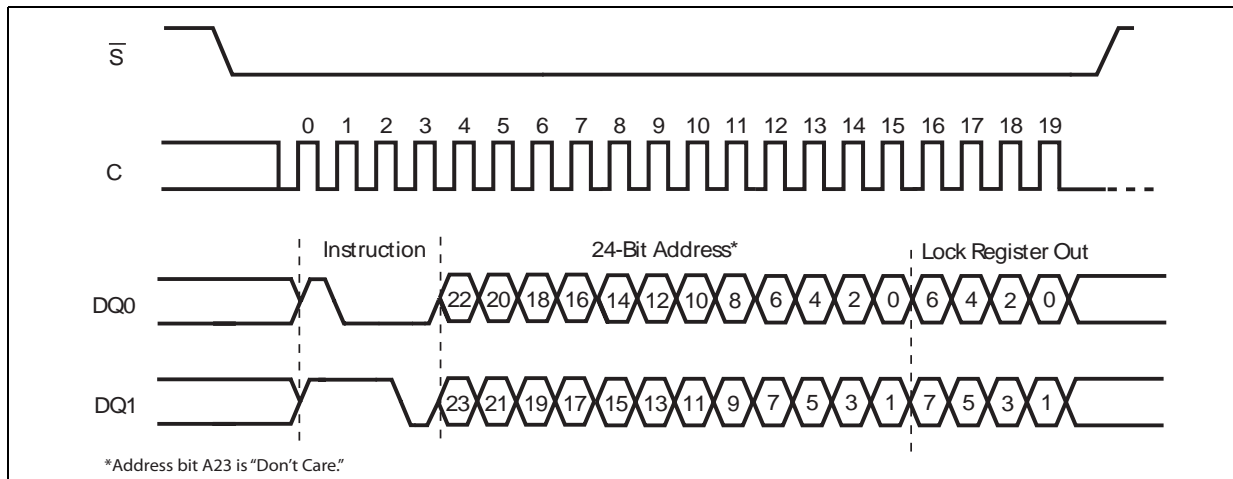 S̅
0 1 2 3 4 5 6 7 8 9 10 11 12 13 14 15 16 17 18 19
C
Instruction 24-Bit Address* Lock Register Out
DQ0 22 20 18 16 14 12 10 8 6 4 2 0 6 4 2 0
DQ1 23 21 19 17 15 13 11 9 7 5 3 1 7 5 3 1
*Address bit A23 is “Don’t Care.”